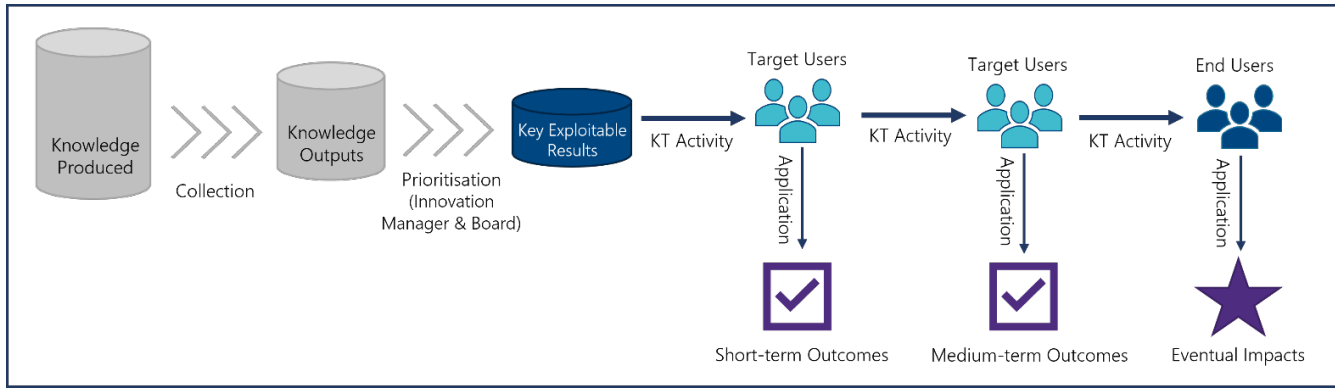 Knowledge
Produced
Collection
Knowledge
Outputs
Prioritisation
(Innovation
Manager & Board)
Key Exploitable
Results
KT Activity
Target Users
Application
Short-term Outcomes
KT Activity
Target Users
Application
Medium-term Outcomes
KT Activity
End Users
Application
Eventual Impacts